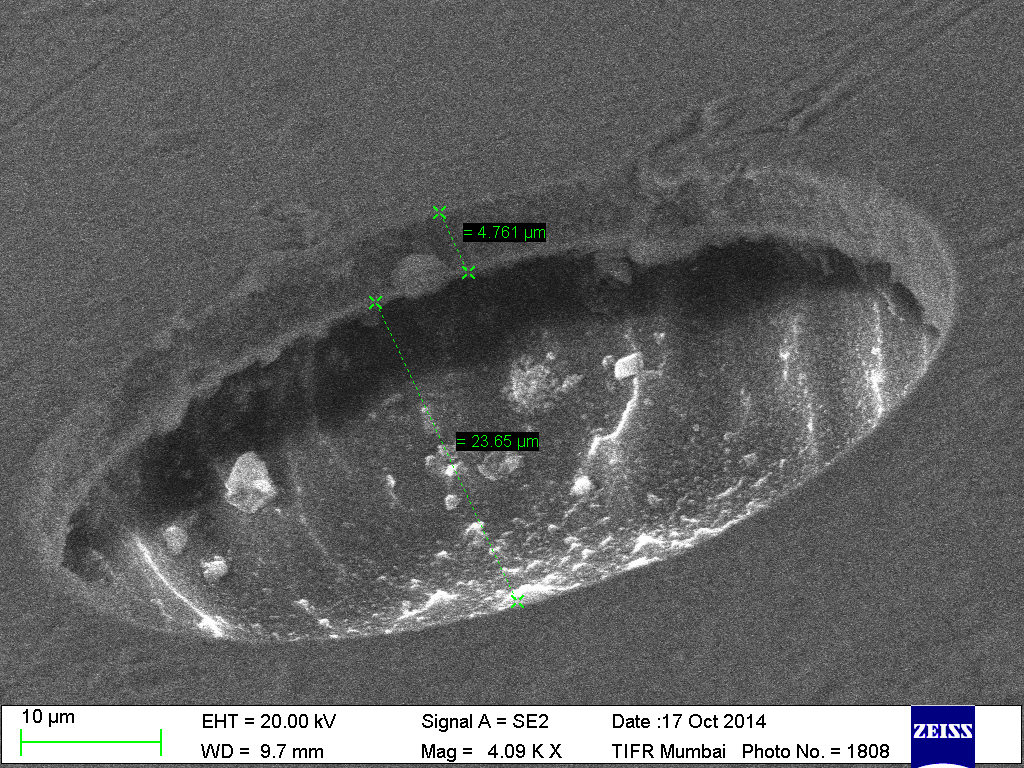 = 4.761 µm
= 23.65 µm
10 µm
EHT = 20.00 kV
Signal A = SE2
Date :17 Oct 2014
ZEISS
WD = 9.7 mm
Mag = 4.09 K X
TIFR Mumbai
Photo No. = 1808